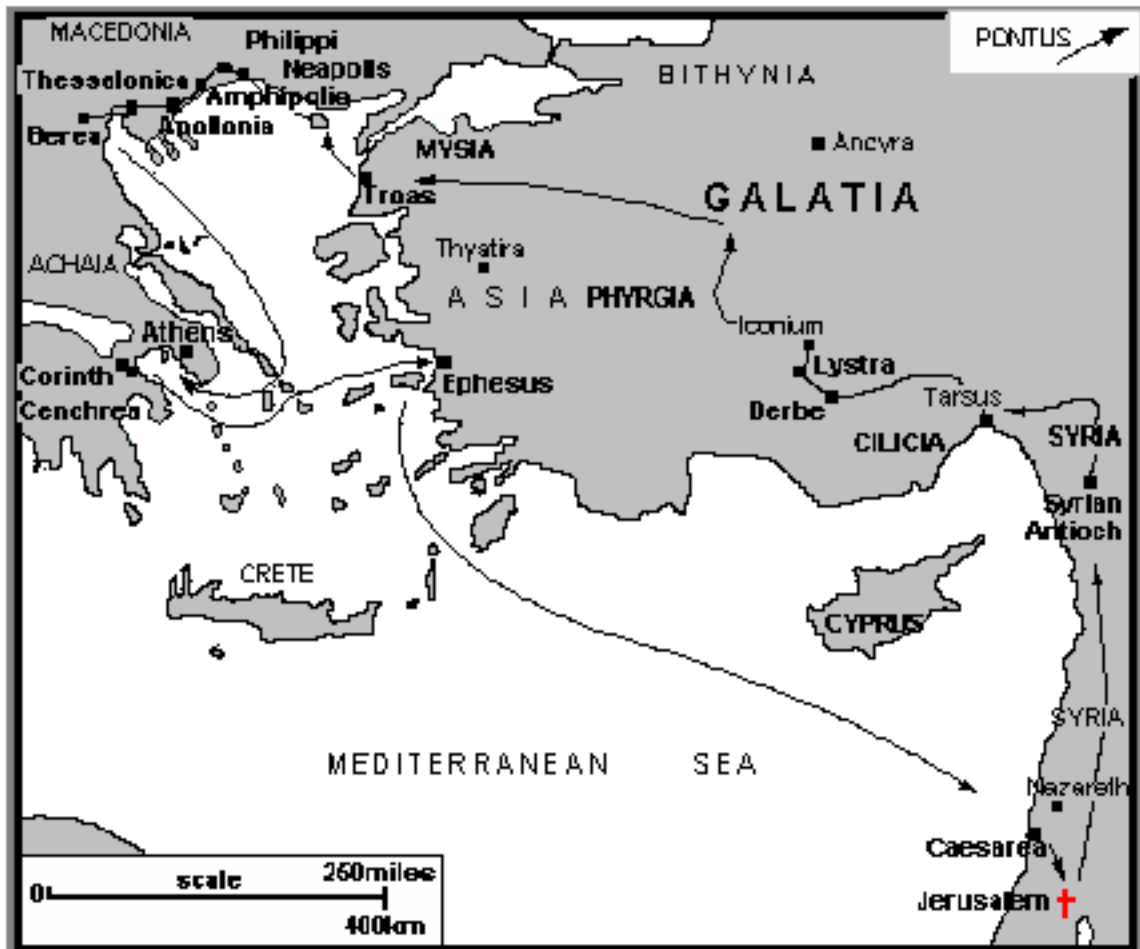 MACEDONIA
Philippi
PONTUS
Neapolis
BITHYNIA
Thesselonica
Amphipolis
Apollonia
Berea
MYSIA
Ancyra
GALATIA
Troas
Thyatira
ACHAIA
ASIA PHYRGIA
Iconium
Athens
Lystra
Corinth
Ephesus
Derbe
Tarsus
Cenchrea
CILICIA
SYRIA
Syrian
Antioch
CRETE
CYPRUS
SYRIA
MEDITERRANEAN SEA
Nazareth
Caesarea
scale
250miles
0
Jerusalem
400km